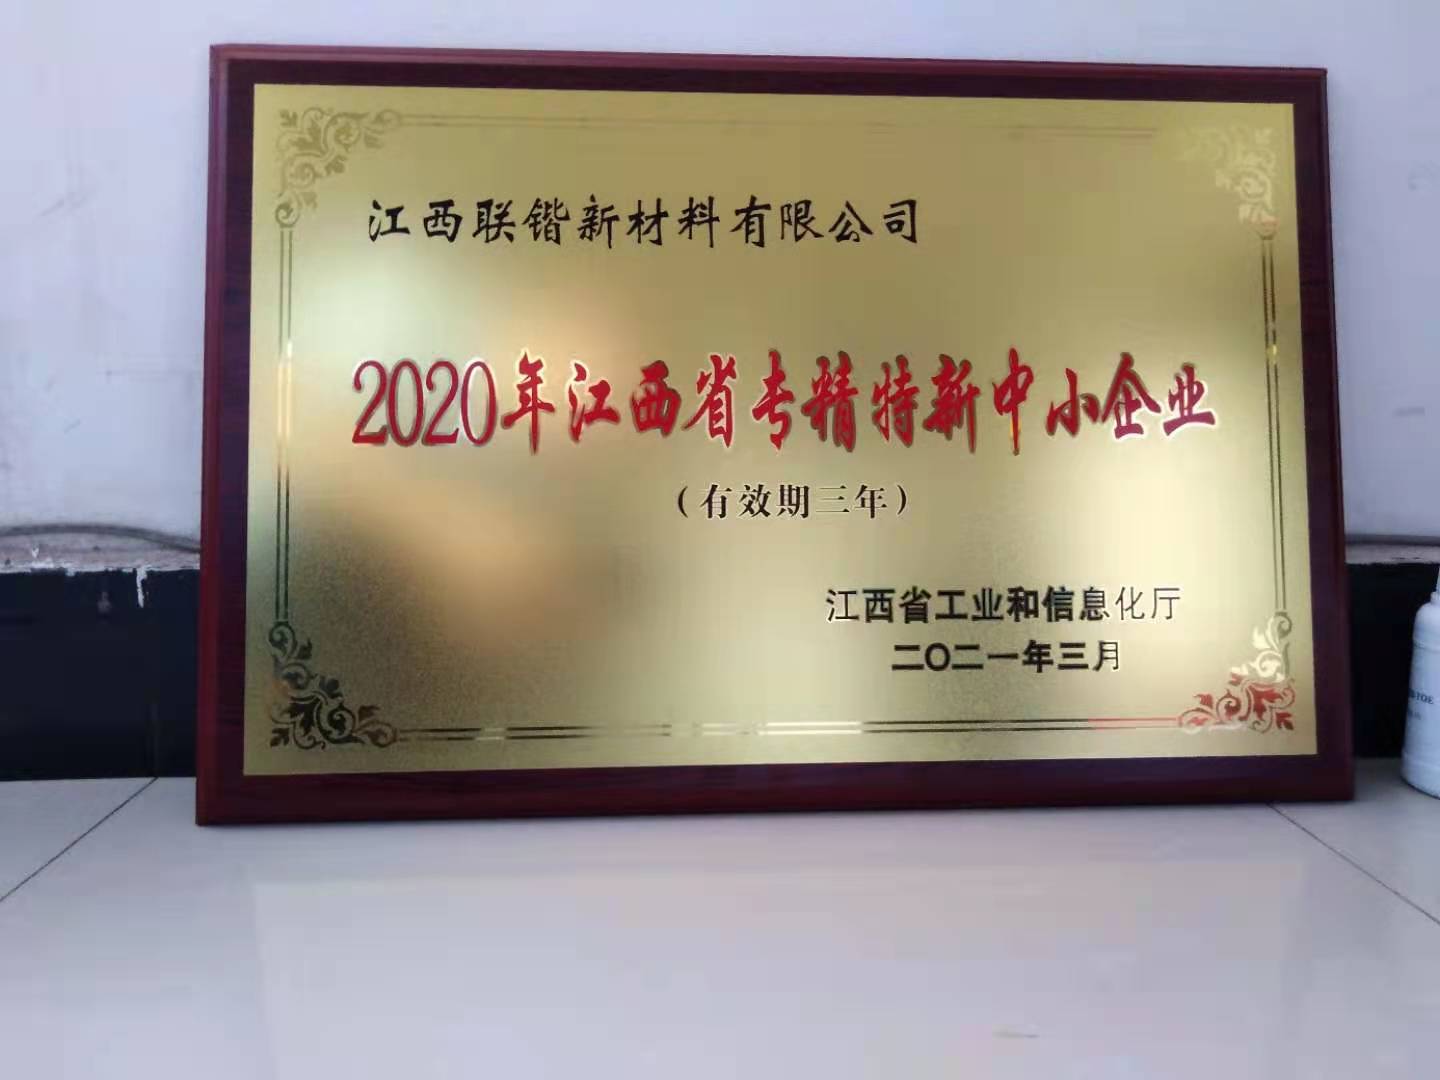 江西联锴新材料有限公司
2020年江西省专精特新中小企业
（有效期三年）
江西省工业和信息化厅
二〇二一年三月